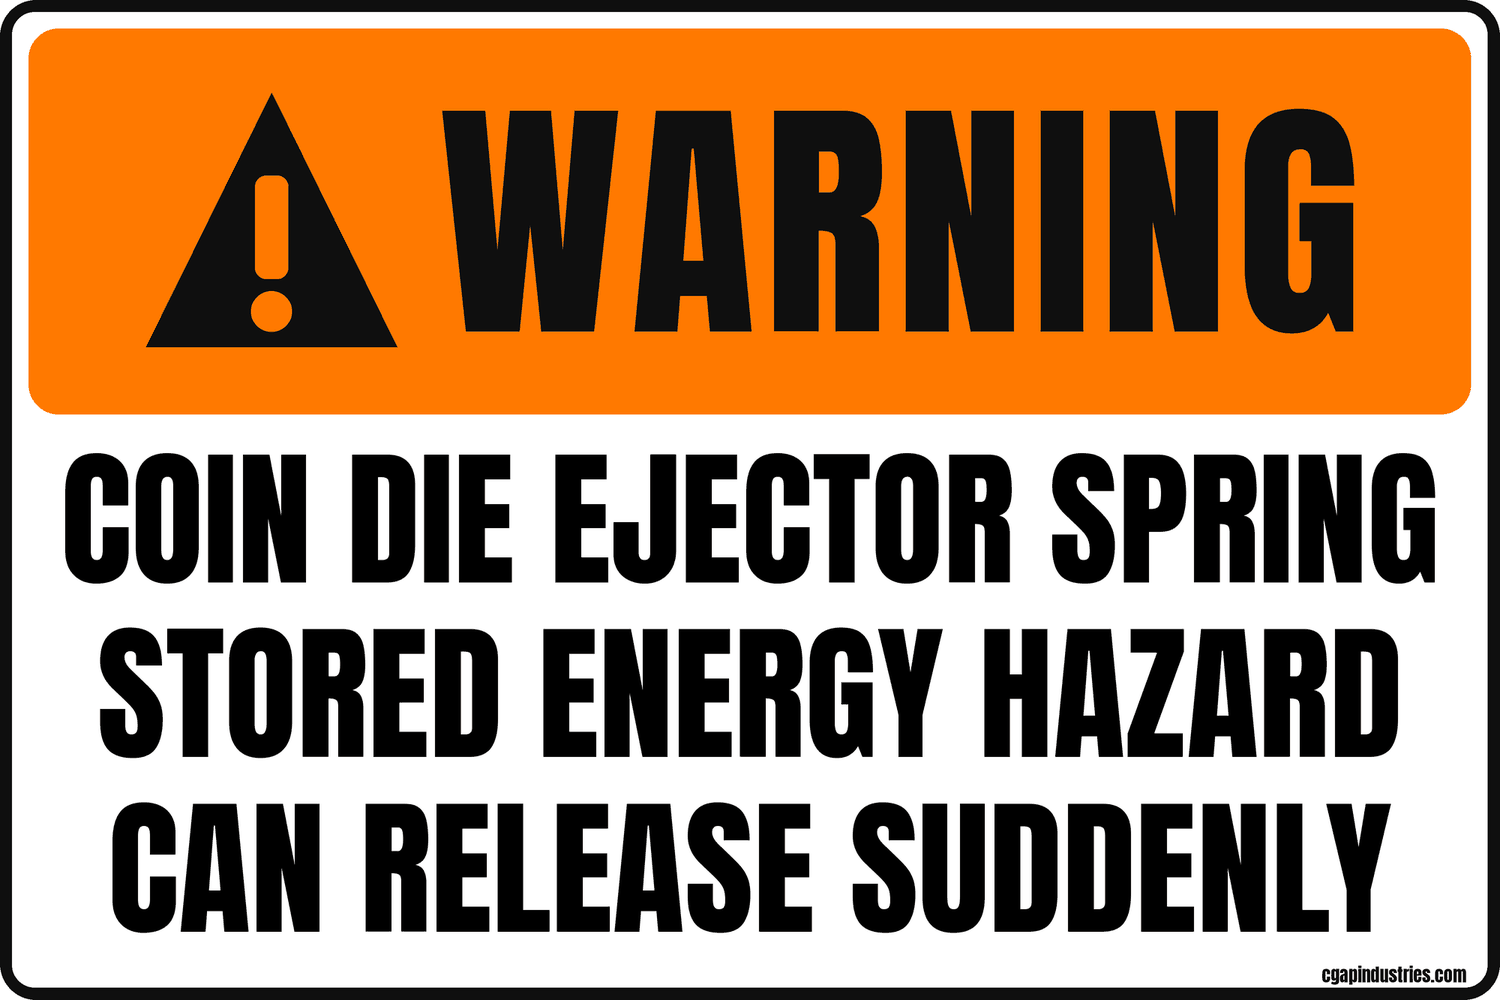 WARNING
COIN DIE EJECTOR SPRING
STORED ENERGY HAZARD
CAN RELEASE SUDDENLY
cgapindustries.com